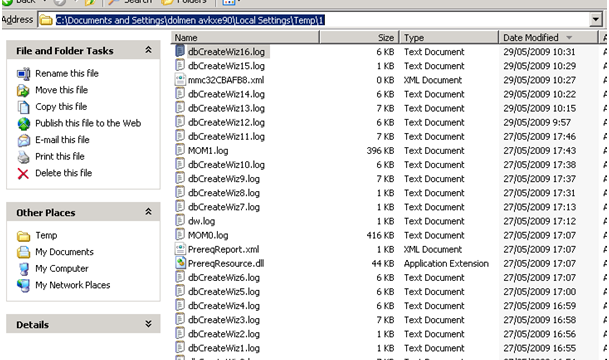 Back Search Folders
Address C:\Documents and Settings\dolmen avkxe90\Local Settings\Temp\1
File and Folder Tasks
Rename this file
Move this file
Copy this file
Publish this file to the Web
E-mail this file
Print this file
Delete this file
Other Places
Temp
My Documents
My Computer
My Network Places
Details
Name Size Type Date Modified
dbCreateWiz16.log 6 KB Text Document 29/05/2009 10:31
dbCreateWiz15.log 1 KB Text Document 29/05/2009 10:29
mmc32CBAFB8.xml 0 KB XML Document 29/05/2009 10:27
dbCreateWiz14.log 6 KB Text Document 29/05/2009 10:22
dbCreateWiz13.log 7 KB Text Document 29/05/2009 10:15
dbCreateWiz12.log 6 KB Text Document 29/05/2009 9:57
dbCreateWiz11.log 7 KB Text Document 27/05/2009 17:46
MOM1.log 396 KB Text Document 27/05/2009 17:43
dbCreateWiz10.log 6 KB Text Document 27/05/2009 17:38
dbCreateWiz9.log 7 KB Text Document 27/05/2009 17:37
dbCreateWiz8.log 1 KB Text Document 27/05/2009 17:31
dbCreateWiz7.log 1 KB Text Document 27/05/2009 17:13
dw.log 1 KB Text Document 27/05/2009 17:12
MOM0.log 416 KB Text Document 27/05/2009 17:07
PrereqReport.xml 1 KB XML Document 27/05/2009 17:07
PrereqResource.dll 44 KB Application Extension 27/05/2009 17:07
dbCreateWiz6.log 1 KB Text Document 27/05/2009 17:07
dbCreateWiz5.log 6 KB Text Document 27/05/2009 17:00
dbCreateWiz4.log 6 KB Text Document 27/05/2009 16:59
dbCreateWiz3.log 7 KB Text Document 27/05/2009 16:58
dbCreateWiz2.log 1 KB Text Document 27/05/2009 16:56
dbCreateWiz1.log 1 KB Text Document 27/05/2009 16:55